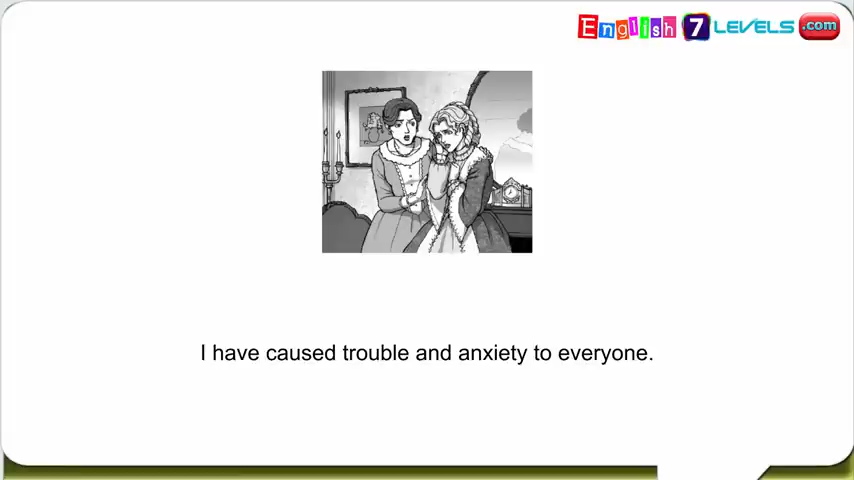 English 7 LEVELS .com
I have caused trouble and anxiety to everyone.